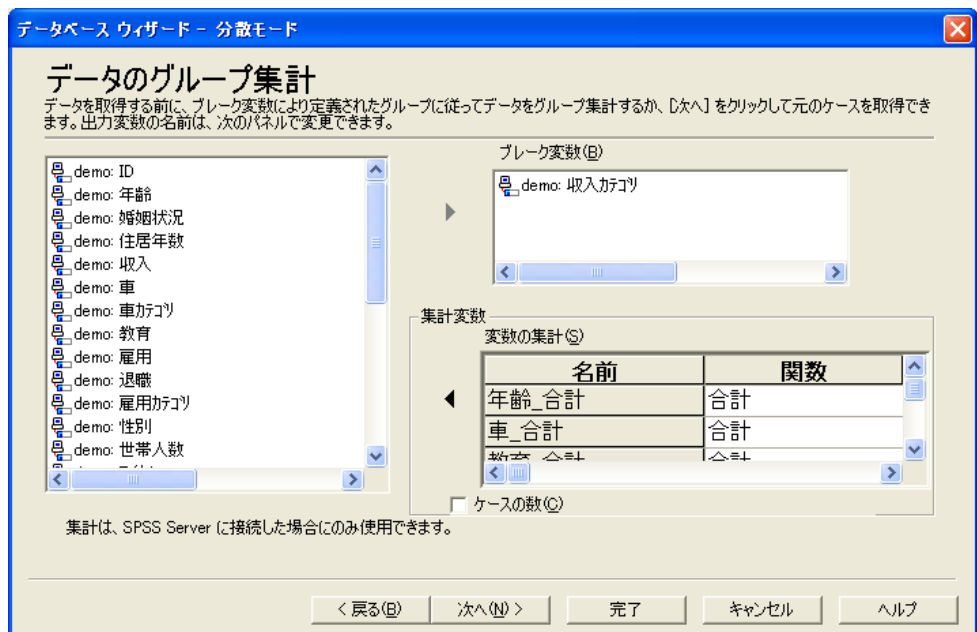 データベース ウィザード - 分散モード
データのグループ集計
データを取得する前に、ブレーク変数により定義されたグループに従ってデータをグループ集計するか、[次へ] をクリックして元のケースを取得でき
ます。出力変数の名前は、次のパネルで変更できます。
demo: ID
demo: 年齢
demo: 婚姻状況
demo: 住居年数
demo: 収入
demo: 車
demo: 車カテゴリ
demo: 教育
demo: 雇用
demo: 退職
demo: 雇用カテゴリ
demo: 性別
demo: 世帯人数
ブレーク変数(B)
demo: 収入カテゴリ
集計変数
変数の集計(S)
名前 関数
年齢_合計 合計
車_合計 合計
教育_合計 合計
ケースの数(C)
集計は、SPSS Server に接続した場合にのみ使用できます。
< 戻る(B) 次へ(N) > 完了 キャンセル ヘルプ